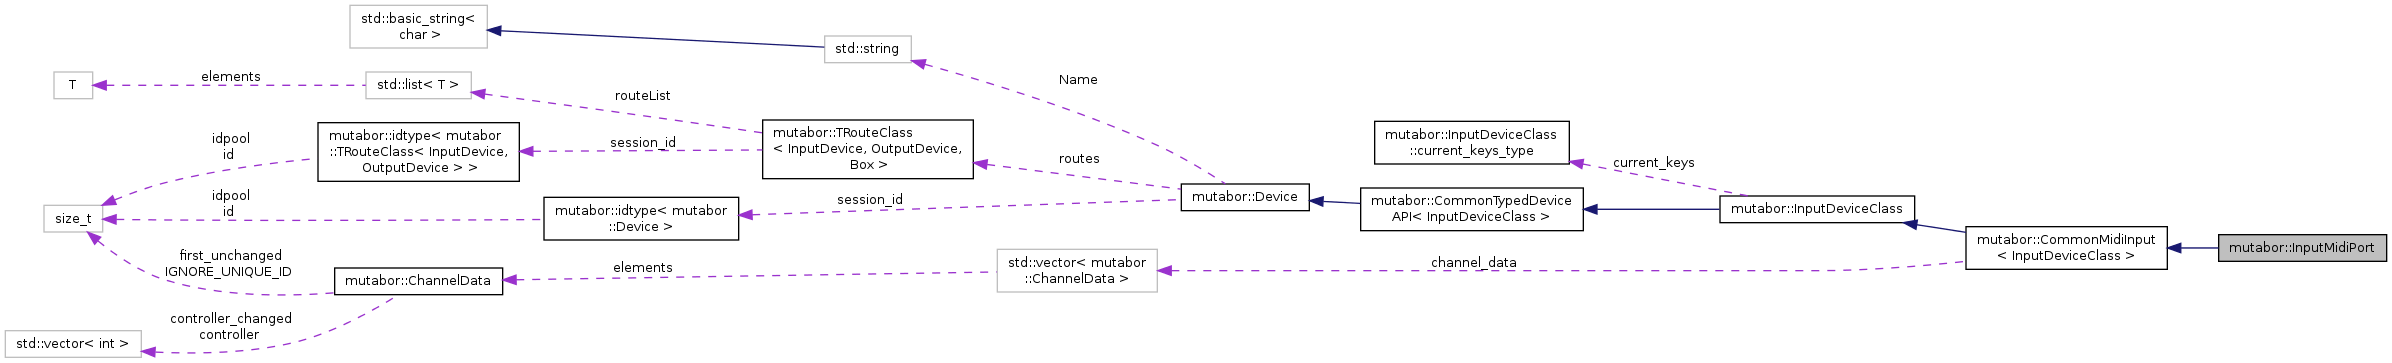 std::basic_string<
char >
std::string
Name
T
elements
std::list< T >
routeList
mutabor::idtype< mutabor
::TRouteClass< InputDevice,
OutputDevice > >
idpool
id
session_id
mutabor::TRouteClass
< InputDevice, OutputDevice,
Box >
routes
mutabor::InputDeviceClass
::current_keys_type
current_keys
size_t
idpool
id
mutabor::idtype< mutabor
::Device >
session_id
mutabor::Device
mutabor::CommonTypedDevice
API< InputDeviceClass >
mutabor::InputDeviceClass
mutabor::CommonMidiInput
< InputDeviceClass >
mutabor::InputMidiPort
first_unchanged
IGNORE_UNIQUE_ID
mutabor::ChannelData
elements
std::vector< mutabor
::ChannelData >
channel_data
controller_changed
controller
std::vector< int >